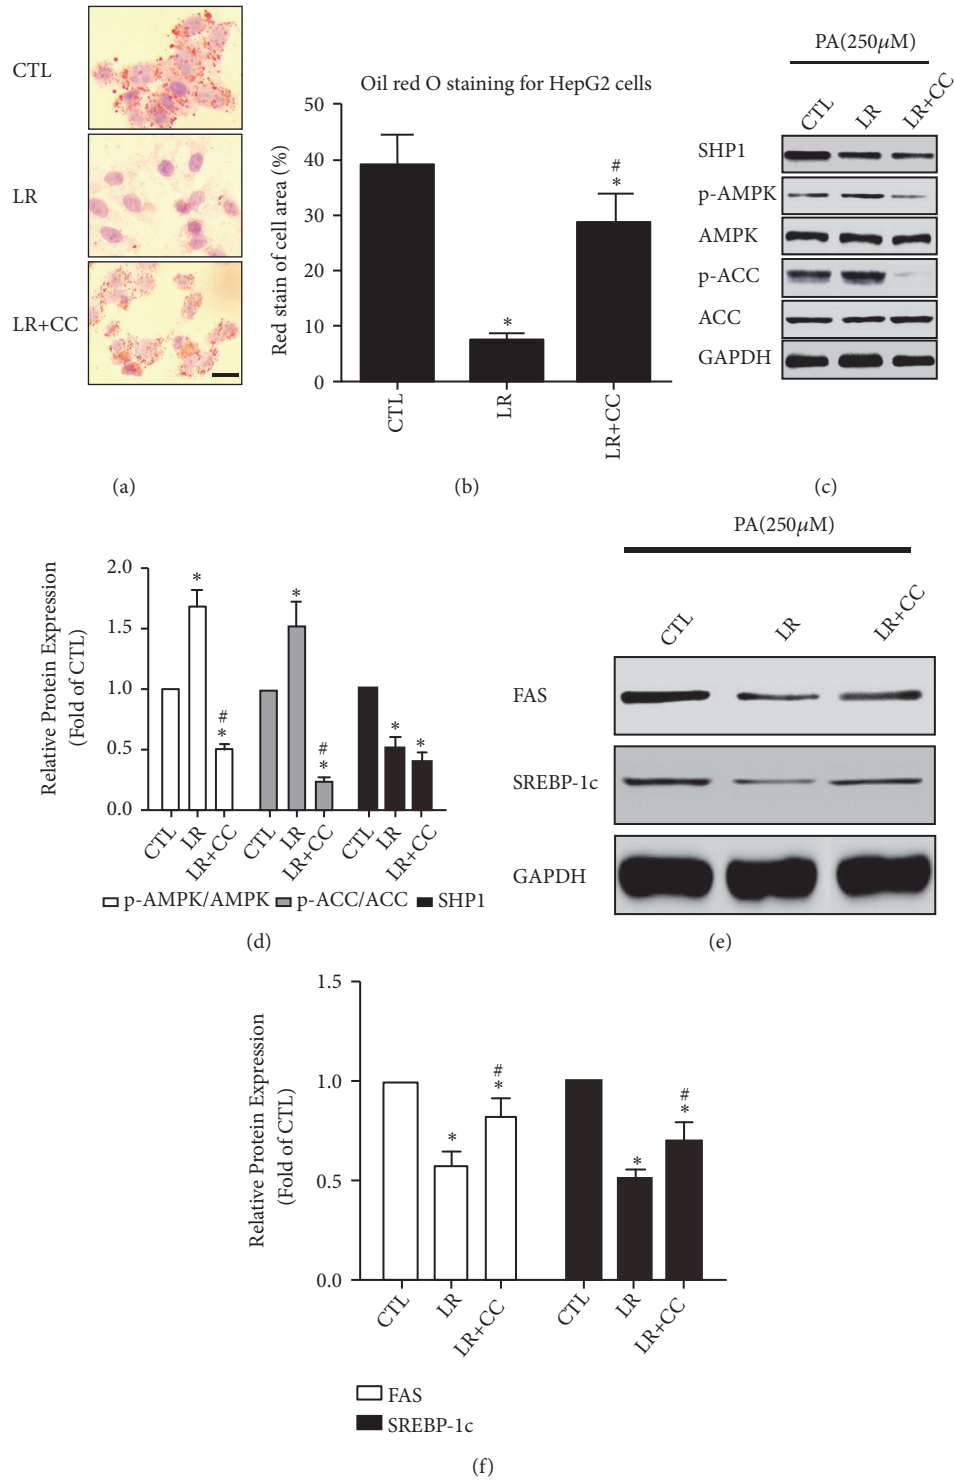 CTL
LR
LR+CC
(a)
Oil red O staining for HepG2 cells
Red stain of cell area (%)
50
40
30
20
10
0
#
*
*
CTL
LR
LR+CC
(b)
PA(250μM)
CTL
LR
LR+CC
SHP1
p-AMPK
AMPK
p-ACC
ACC
GAPDH
(c)
Relative Protein Expression
(Fold of CTL)
2.0
1.5
1.0
0.5
0.0
*
#
*
*
#
*
*
*
CTL
LR
LR+CC
CTL
LR
LR+CC
CTL
LR
LR+CC
p-AMPK/AMPK p-ACC/ACC SHP1
(d)
PA(250μM)
CTL
LR
LR+CC
FAS
SREBP-1c
GAPDH
(e)
Relative Protein Expression
(Fold of CTL)
1.5
1.0
0.5
0.0
*
#
*
*
#
*
CTL
LR
LR+CC
CTL
LR
LR+CC
FAS
SREBP-1c
(f)